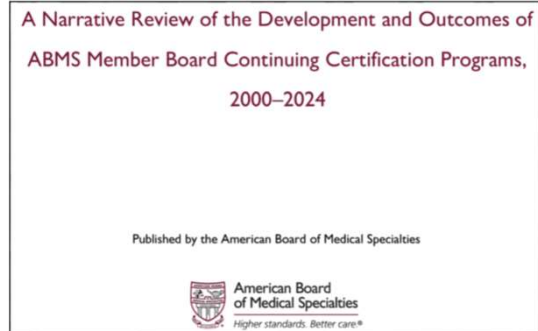 A Narrative Review of the Development and Outcomes of
ABMS Member Board Continuing Certification Programs,
2000–2024
Published by the American Board of Medical Specialties
American Board
of Medical Specialties
Higher standards. Better care.®